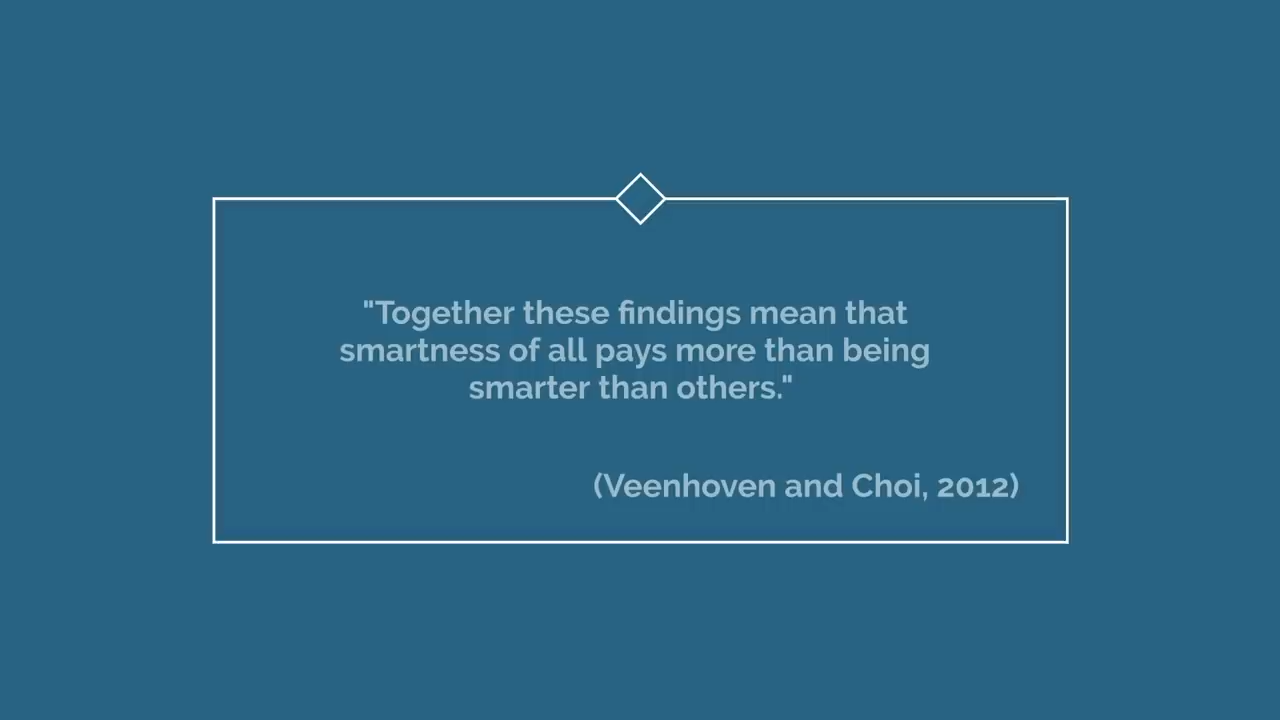 "Together these findings mean that
smartness of all pays more than being
smarter than others."
(Veenhoven and Choi, 2012)